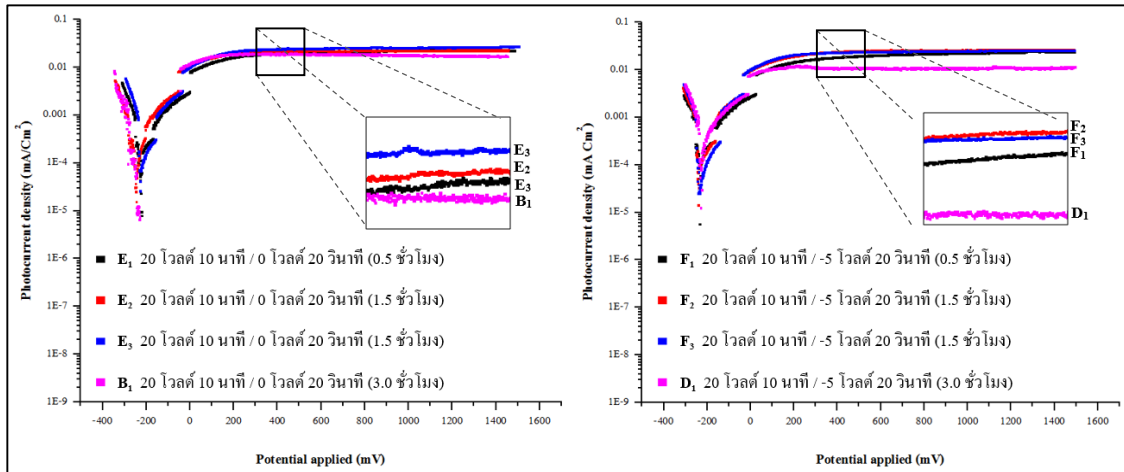 0.1
0.01
0.001
1E-4
1E-5
1E-6
1E-7
1E-8
1E-9
Photocurrent density (mA/Cm²)
E₃
E₂
E₃
B₁
E₁ 20 โวลต์ 10 นาที / 0 โวลต์ 20 วินาที (0.5 ชั่วโมง)
E₂ 20 โวลต์ 10 นาที / 0 โวลต์ 20 วินาที (1.5 ชั่วโมง)
E₃ 20 โวลต์ 10 นาที / 0 โวลต์ 20 วินาที (1.5 ชั่วโมง)
B₁ 20 โวลต์ 10 นาที / 0 โวลต์ 20 วินาที (3.0 ชั่วโมง)
-400 -200 0 200 400 600 800 1000 1200 1400 1600
Potential applied (mV)
0.1
0.01
0.001
1E-4
1E-5
1E-6
1E-7
1E-8
1E-9
Photocurrent density (mA/Cm²)
F₂
F₃
F₁
D₁
F₁ 20 โวลต์ 10 นาที / -5 โวลต์ 20 วินาที (0.5 ชั่วโมง)
F₂ 20 โวลต์ 10 นาที / -5 โวลต์ 20 วินาที (1.5 ชั่วโมง)
F₃ 20 โวลต์ 10 นาที / -5 โวลต์ 20 วินาที (1.5 ชั่วโมง)
D₁ 20 โวลต์ 10 นาที / -5 โวลต์ 20 วินาที (3.0 ชั่วโมง)
-400 -200 0 200 400 600 800 1000 1200 1400 1600
Potential applied (mV)